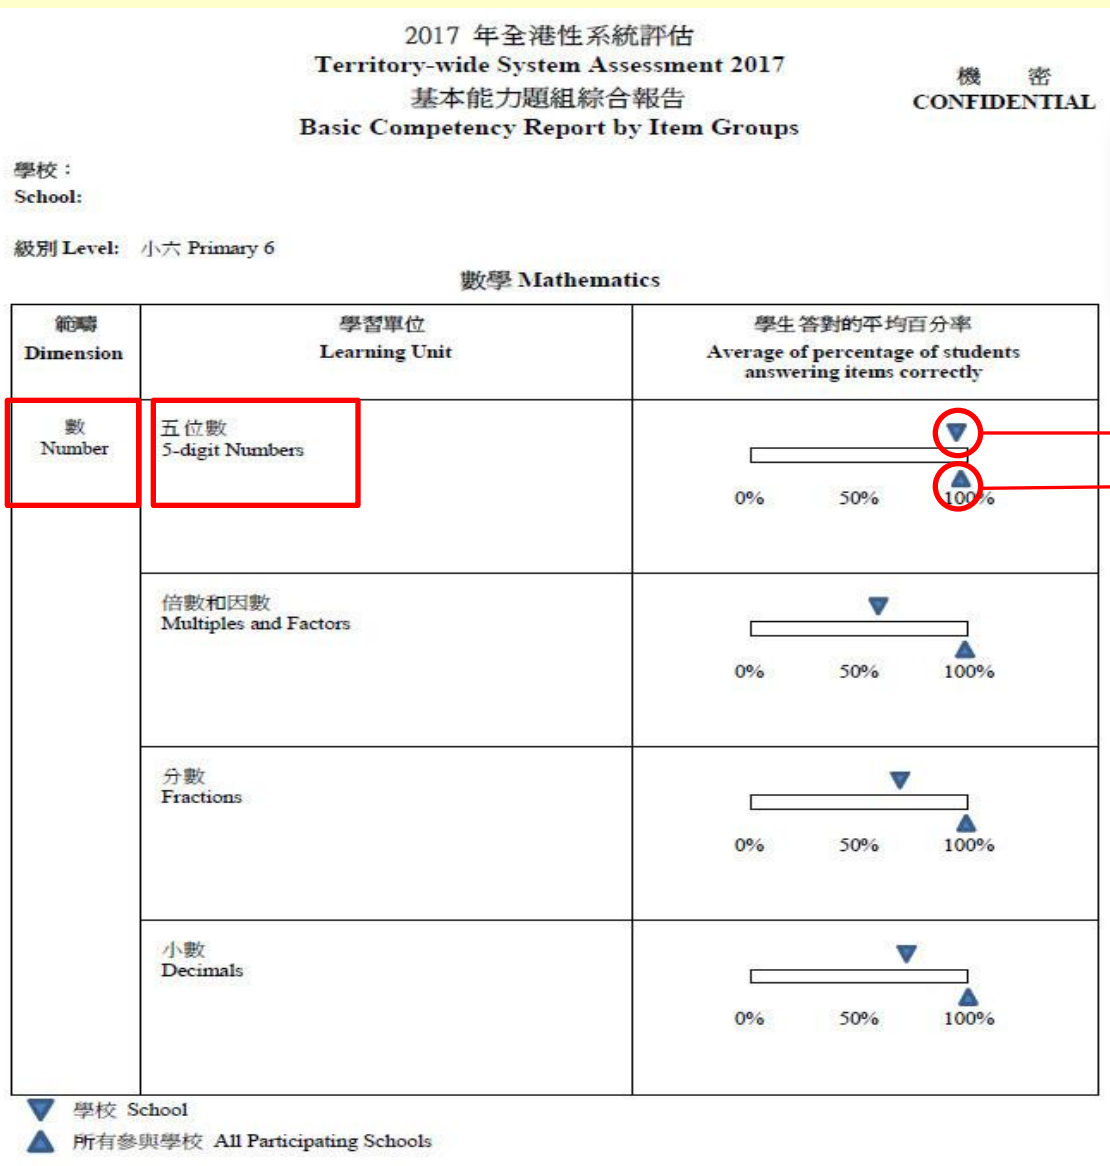 2017 年全港性系統評估
Territory-wide System Assessment 2017
機 密
CONFIDENTIAL
基本能力題組綜合報告
Basic Competency Report by Item Groups
學校：
School:
級別 Level: 小六 Primary 6
數學 Mathematics
範疇
Dimension
學習單位
Learning Unit
學生答對的平均百分率
Average of percentage of students
answering items correctly
數
Number
五位數
5-digit Numbers
0% 50% 100%
倍數和因數
Multiples and Factors
0% 50% 100%
分數
Fractions
0% 50% 100%
小數
Decimals
0% 50% 100%
學校 School
所有參與學校 All Participating Schools